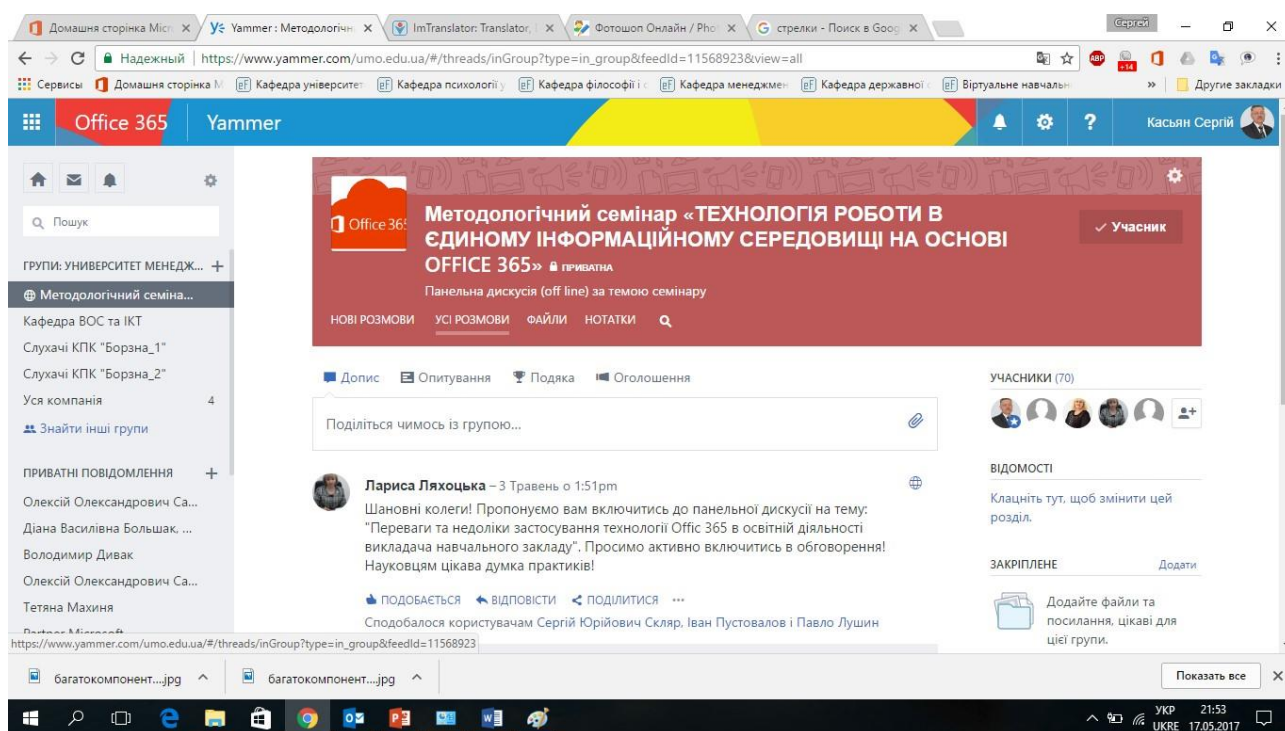 Домашня сторінка Micr
Yammer : Методологічн
ImTranslator: Translator,
Фотошоп Онлайн / Phot
стрелки - Поиск в Goog
Сергей
Надежный | https://www.yammer.com/umo.edu.ua/#/threads/inGroup?type=in_group&feedId=11568923&view=all
ABP
+14
Сервисы
Домашня сторінка M
Кафедра університет
Кафедра психології у
Кафедра філософії і с
Кафедра менеджмен
Кафедра державної с
Віртуальне навчальн
» Другие закладки
Office 365 Yammer
? Касьян Сергій
Пошук
ГРУПИ: УНИВЕРСИТЕТ МЕНЕДЖ... +
Методологічний семіна...
Кафедра ВОС та ІКТ
Слухачі КПК "Борзна_1"
Слухачі КПК "Борзна_2"
Уся компанія 4
Знайти інші групи
ПРИВАТНІ ПОВІДОМЛЕННЯ +
Олексій Олександрович Са...
Діана Василівна Большак, ...
Володимир Дивак
Олексій Олександрович Са...
Тетяна Махиня
Partner Microsoft
https://www.yammer.com/umo.edu.ua/#/threads/inGroup?type=in_group&feedId=11568923
Office 365
Методологічний семінар «ТЕХНОЛОГІЯ РОБОТИ В
ЄДИНОМУ ІНФОРМАЦІЙНОМУ СЕРЕДОВИЩІ НА ОСНОВІ
OFFICE 365» ПРИВАТНА
Панельна дискусія (off line) за темою семінару
Учасник
НОВІ РОЗМОВИ УСІ РОЗМОВИ ФАЙЛИ НОТАТКИ
Допис Опитування Подяка Оголошення
Поділіться чимось із групою...
Лариса Ляхоцька – 3 Травень о 1:51pm
Шановні колеги! Пропонуємо вам включитись до панельної дискусії на тему:
"Переваги та недоліки застосування технології Offic 365 в освітній діяльності
викладача навчального закладу". Просимо активно включитись в обговорення!
Науковцям цікава думка практиків!
ПОДОБАЄТЬСЯ ВІДПОВІСТИ ПОДІЛИТИСЯ ...
Сподобалося користувачам Сергій Юрійович Скляр, Іван Пустовалов і Павло Лушин
УЧАСНИКИ (70)
ВІДОМОСТІ
Клацніть тут, щоб змінити цей
розділ.
ЗАКРІПЛЕНЕ Додати
Додайте файли та
посилання, цікаві для
цієї групи.
багатокомпонент....jpg
багатокомпонент....jpg
Показать все
УКР 21:53
UKRE 17.05.2017